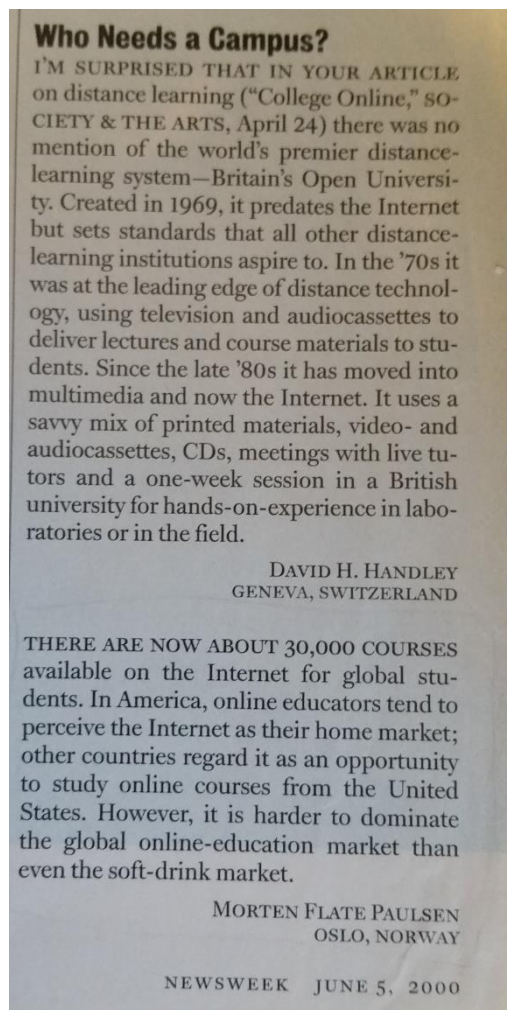 Who Needs a Campus?
I'M SURPRISED THAT IN YOUR ARTICLE
on distance learning (“College Online,” SO-
CIETY & THE ARTS, April 24) there was no
mention of the world's premier distance-
learning system—Britain's Open Universi-
ty. Created in 1969, it predates the Internet
but sets standards that all other distance-
learning institutions aspire to. In the '70s it
was at the leading edge of distance technol-
ogy, using television and audiocassettes to
deliver lectures and course materials to stu-
dents. Since the late '80s it has moved into
multimedia and now the Internet. It uses a
savvy mix of printed materials, video- and
audiocassettes, CDs, meetings with live tu-
tors and a one-week session in a British
university for hands-on-experience in labo-
ratories or in the field.
DAVID H. HANDLEY
GENEVA, SWITZERLAND
THERE ARE NOW ABOUT 30,000 COURSES
available on the Internet for global stu-
dents. In America, online educators tend to
perceive the Internet as their home market;
other countries regard it as an opportunity
to study online courses from the United
States. However, it is harder to dominate
the global online-education market than
even the soft-drink market.
MORTEN FLATE PAULSEN
OSLO, NORWAY
NEWSWEEK JUNE 5, 2000